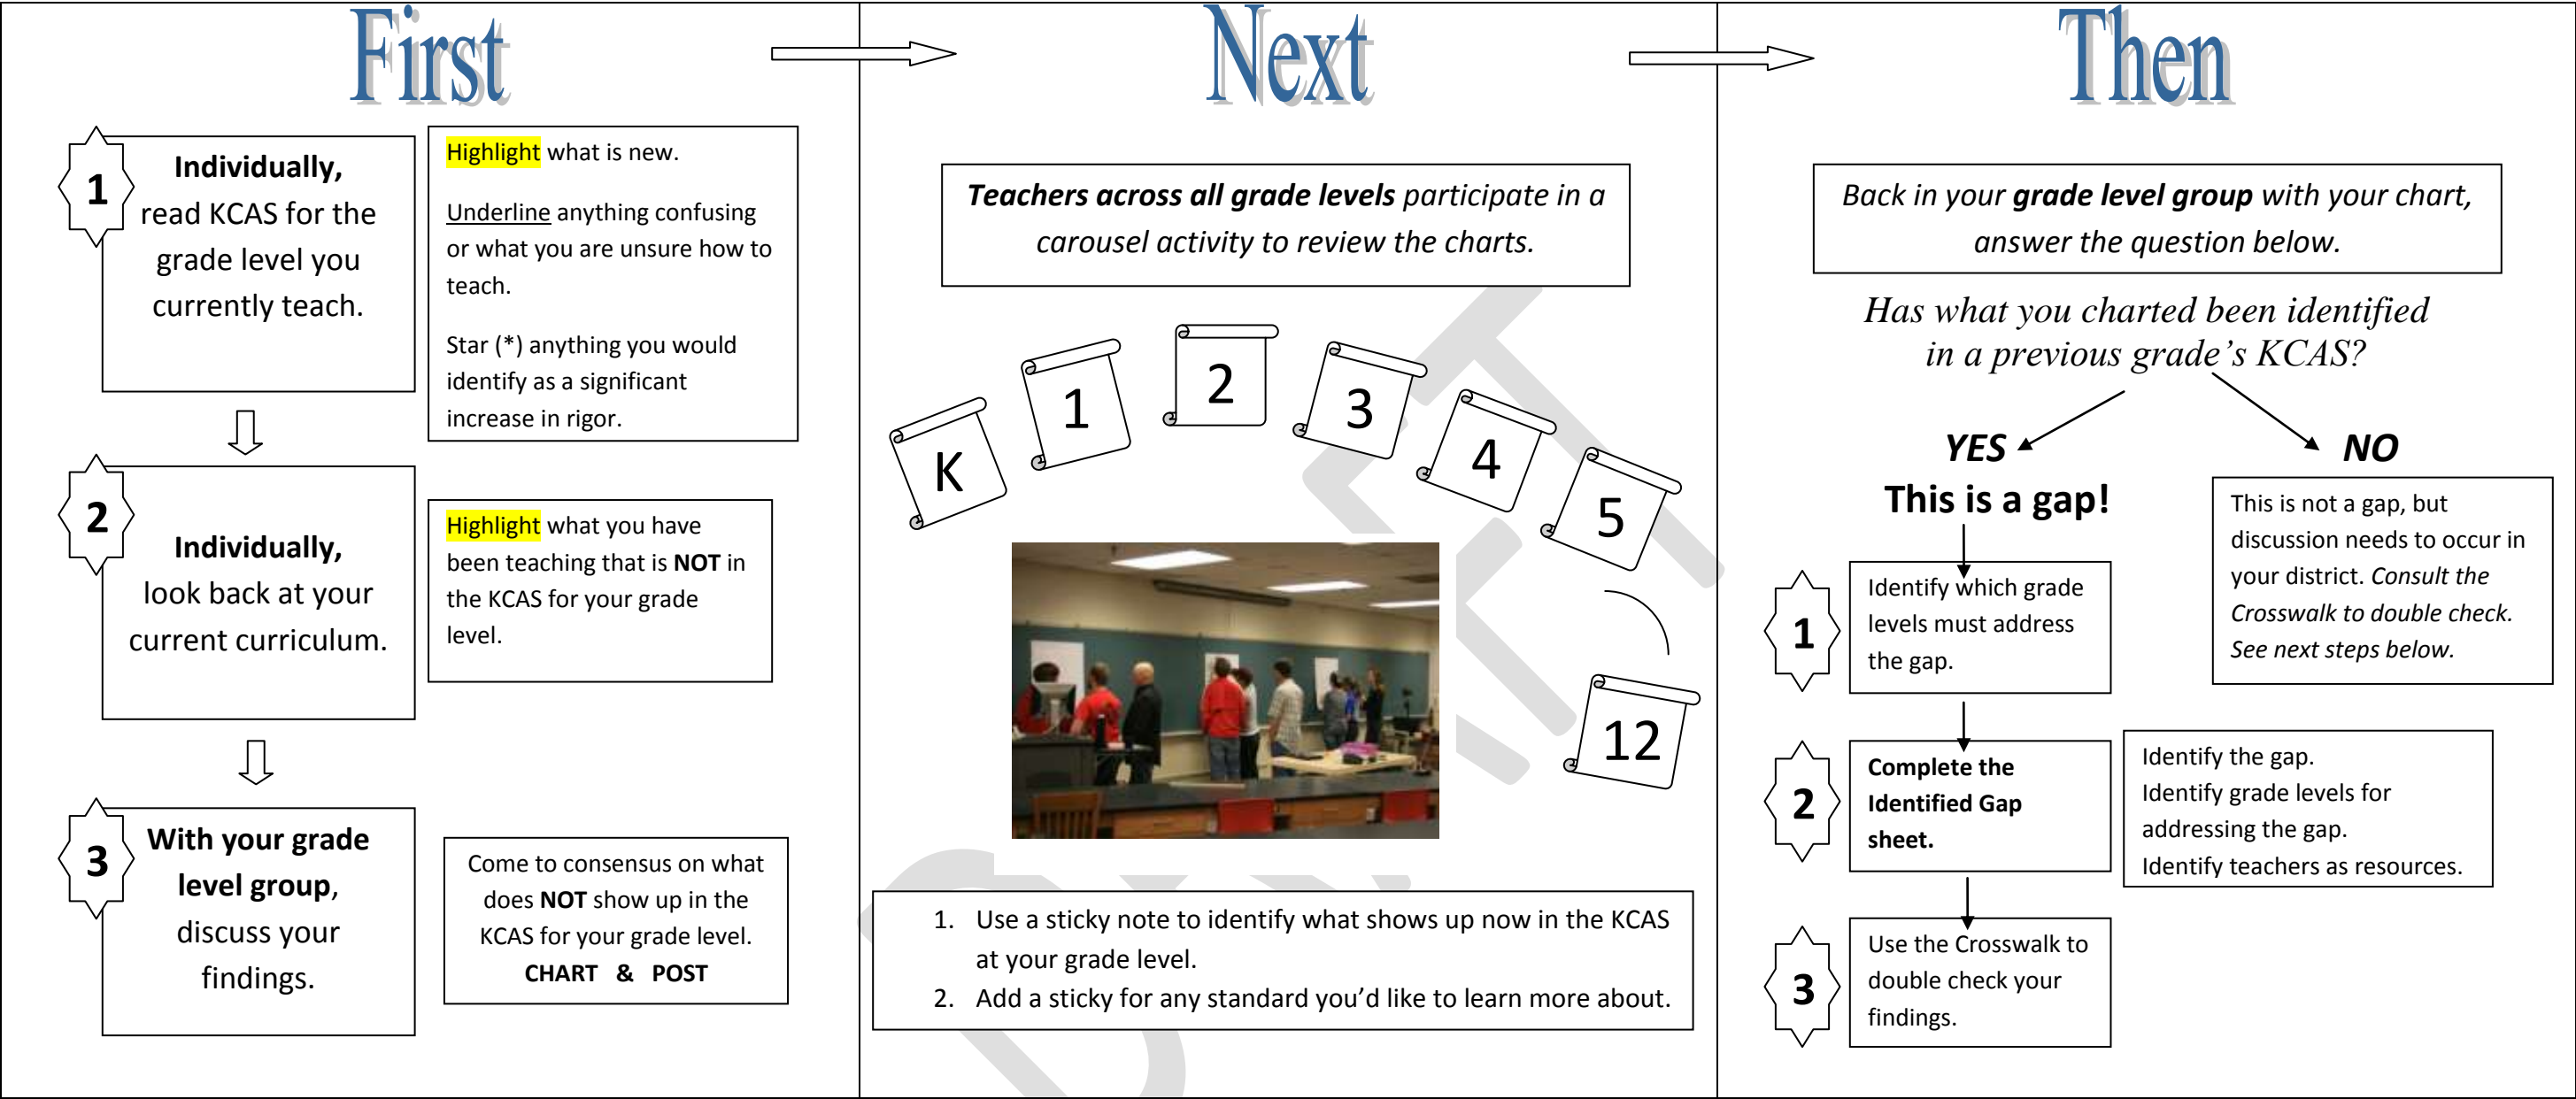 First
1
Individually,
read KCAS for the
grade level you
currently teach.
Highlight what is new.
Underline anything confusing
or what you are unsure how to
teach.
Star (*) anything you would
identify as a significant
increase in rigor.
2
Individually,
look back at your
current curriculum.
Highlight what you have
been teaching that is NOT in
the KCAS for your grade
level.
3
With your grade
level group,
discuss your
findings.
Come to consensus on what
does NOT show up in the
KCAS for your grade level.
CHART & POST
Next
Teachers across all grade levels participate in a
carousel activity to review the charts.
K
1
2
3
4
5
12
1. Use a sticky note to identify what shows up now in the KCAS
at your grade level.
2. Add a sticky for any standard you’d like to learn more about.
Then
Back in your grade level group with your chart,
answer the question below.
Has what you charted been identified
in a previous grade’s KCAS?
YES
This is a gap!
NO
This is not a gap, but
discussion needs to occur in
your district. Consult the
Crosswalk to double check.
See next steps below.
1
Identify which grade
levels must address
the gap.
2
Complete the
Identified Gap
sheet.
Identify the gap.
Identify grade levels for
addressing the gap.
Identify teachers as resources.
3
Use the Crosswalk to
double check your
findings.
DRAFT